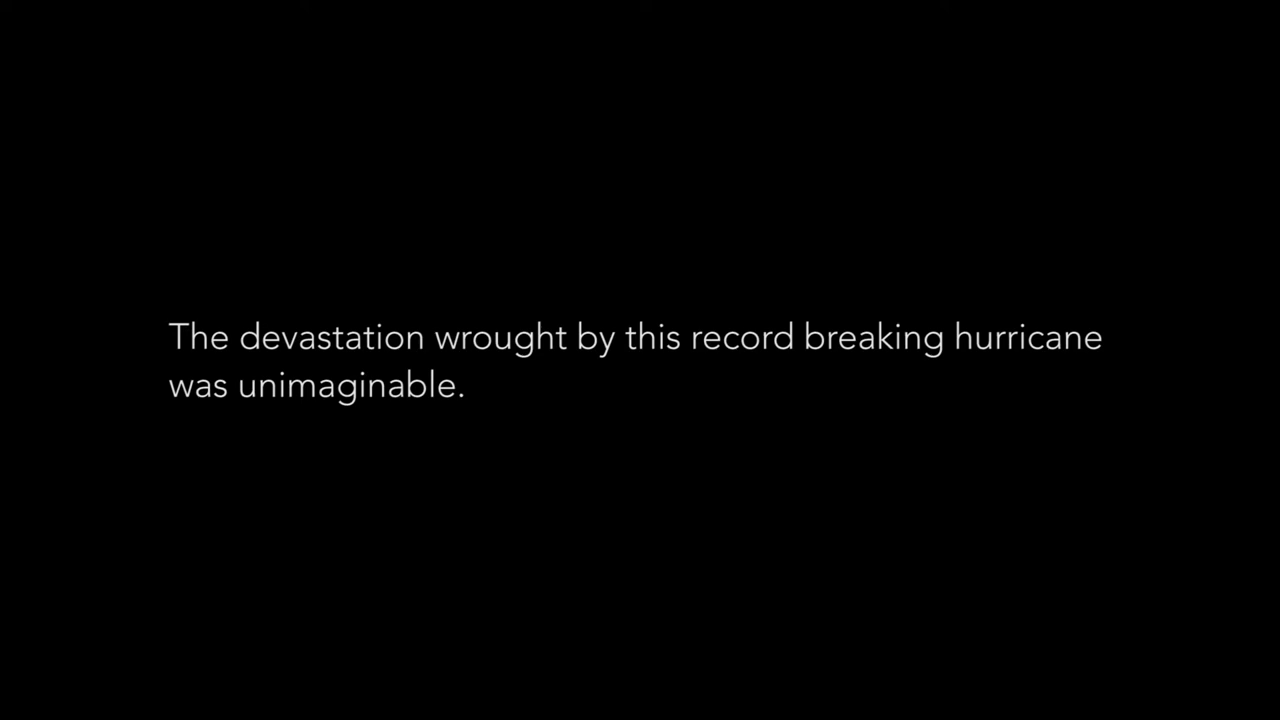 The devastation wrought by this record breaking hurricane
was unimaginable.